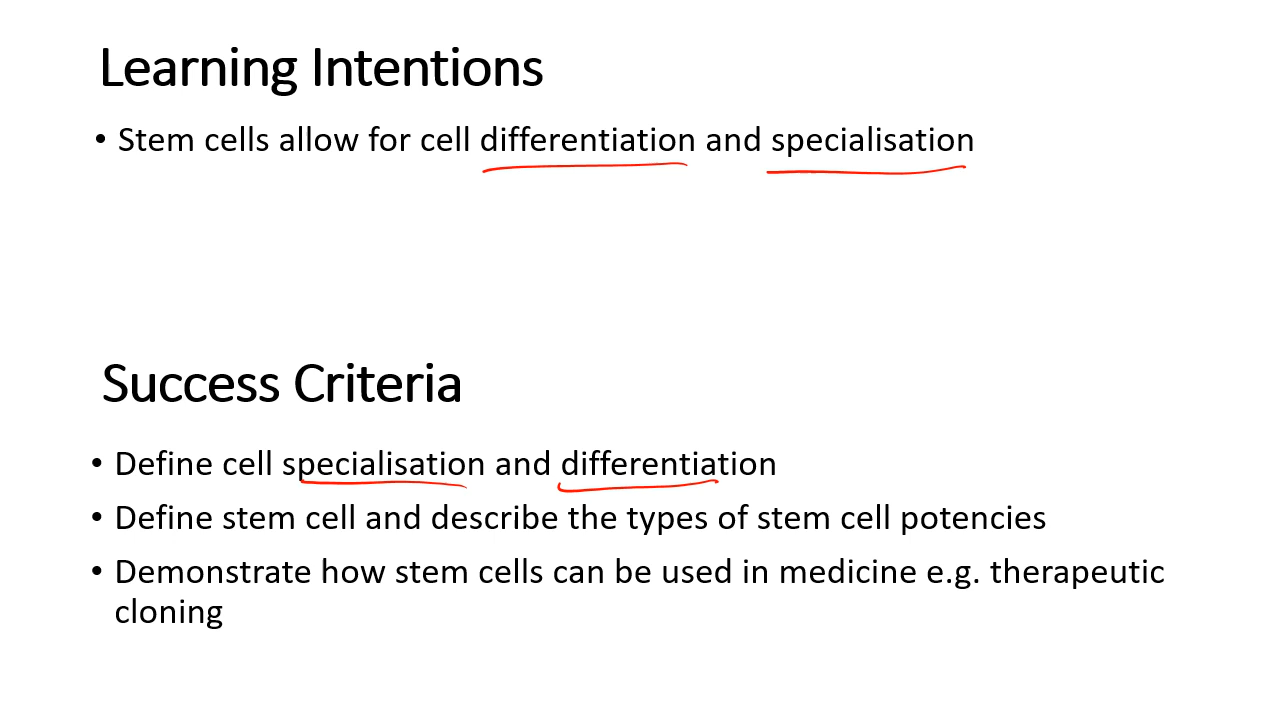 Learning Intentions
• Stem cells allow for cell differentiation and specialisation
Success Criteria
• Define cell specialisation and differentiation
• Define stem cell and describe the types of stem cell potencies
• Demonstrate how stem cells can be used in medicine e.g. therapeutic
cloning